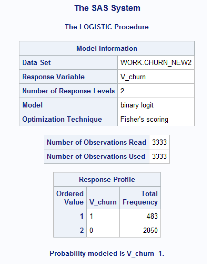 The SAS System
The LOGISTIC Procedure
Model Information
Data Set WORK.CHURN_NEW2
Response Variable V_churn
Number of Response Levels 2
Model binary logit
Optimization Technique Fisher's scoring
Number of Observations Read 3333
Number of Observations Used 3333
Response Profile
Ordered Value V_churn Total Frequency
1 1 483
2 0 2850
Probability modeled is V_churn 1.